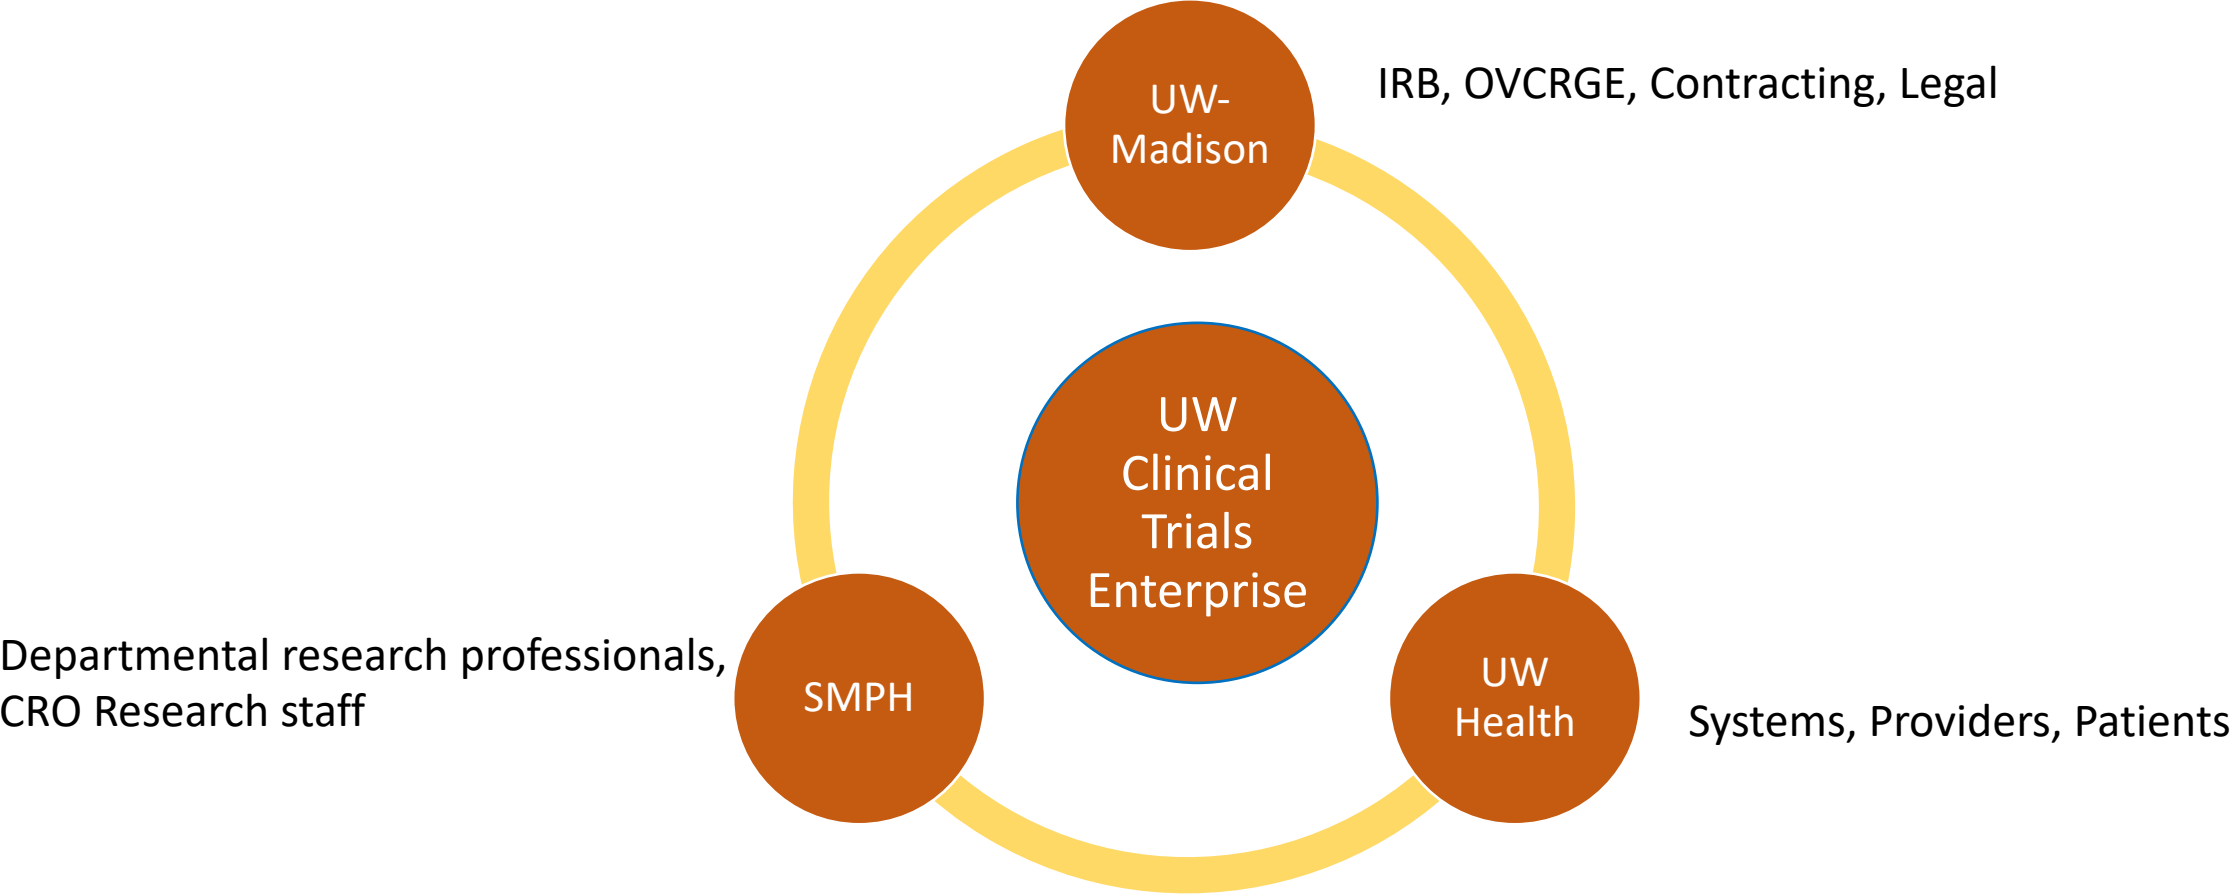 UW-
Madison
IRB, OVCRGE, Contracting, Legal
UW
Clinical
Trials
Enterprise
Departmental research professionals,
CRO Research staff
SMPH
UW
Health
Systems, Providers, Patients